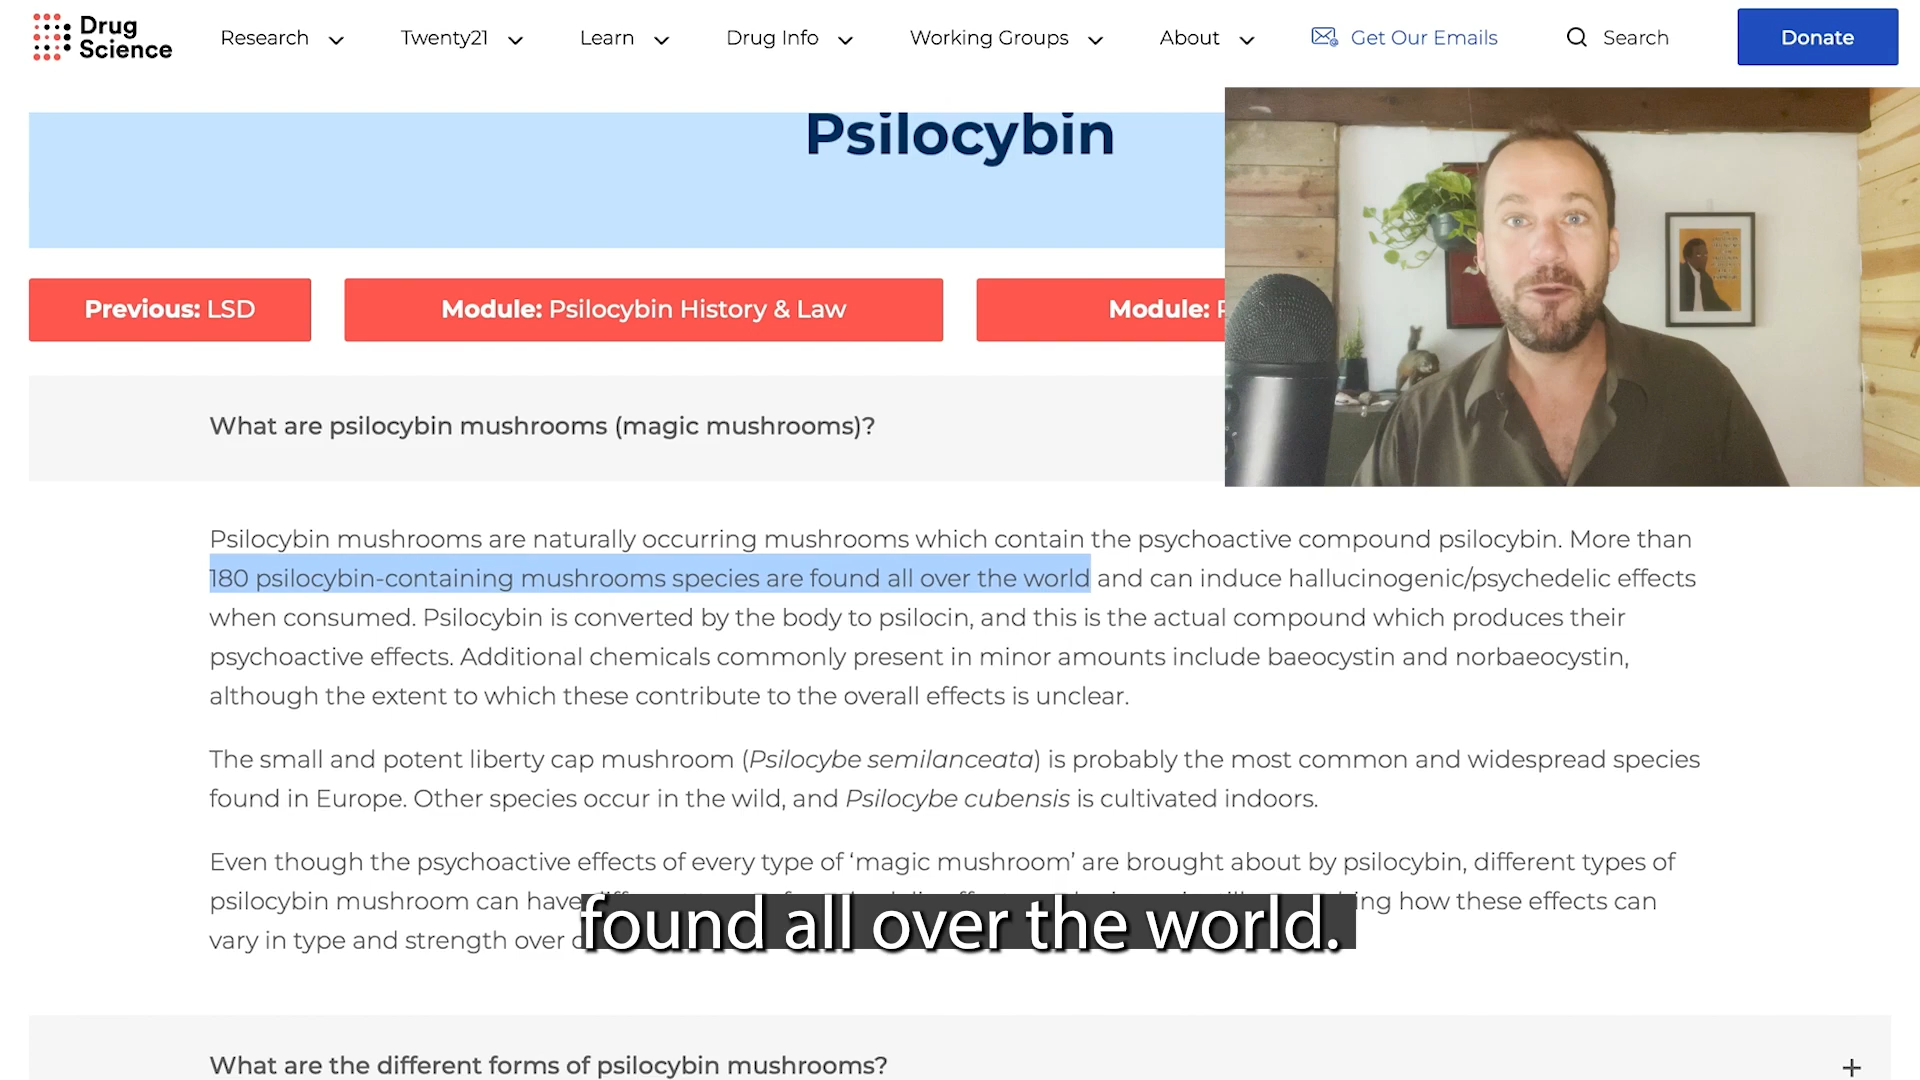 Drug
Science
Research
Twenty21
Learn
Drug Info
Working Groups
About
Get Our Emails
Search
Donate
Psilocybin
Previous: LSD
Module: Psilocybin History & Law
Module:
What are psilocybin mushrooms (magic mushrooms)?
Psilocybin mushrooms are naturally occurring mushrooms which contain the psychoactive compound psilocybin. More than
180 psilocybin-containing mushrooms species are found all over the world and can induce hallucinogenic/psychedelic effects
when consumed. Psilocybin is converted by the body to psilocin, and this is the actual compound which produces their
psychoactive effects. Additional chemicals commonly present in minor amounts include baeocystin and norbaeocystin,
although the extent to which these contribute to the overall effects is unclear.
The small and potent liberty cap mushroom (Psilocybe semilanceata) is probably the most common and widespread species
found in Europe. Other species occur in the wild, and Psilocybe cubensis is cultivated indoors.
Even though the psychoactive effects of every type of ‘magic mushroom’ are brought about by psilocybin, different types of
psilocybin mushroom can have how these effects can
vary in type and strength over
found all over the world.
What are the different forms of psilocybin mushrooms?
+